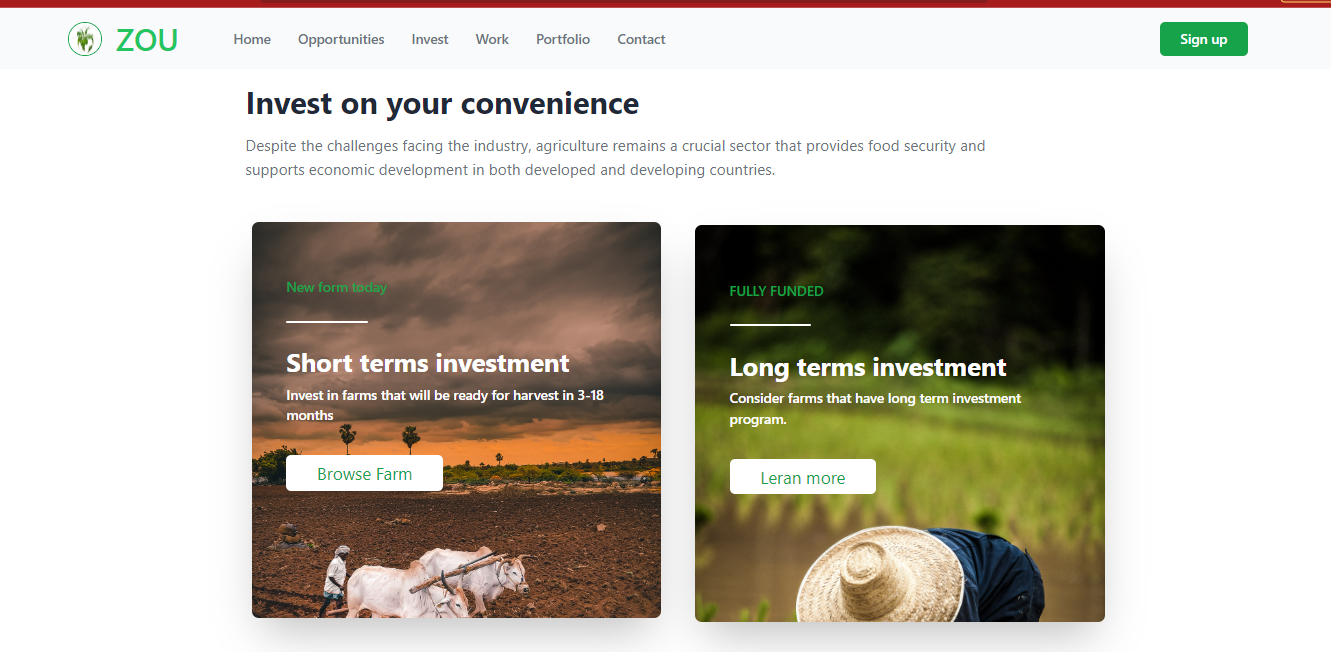 ZOU
Home Opportunities Invest Work Portfolio Contact
Sign up
Invest on your convenience
Despite the challenges facing the industry, agriculture remains a crucial sector that provides food security and
supports economic development in both developed and developing countries.
New form today
Short terms investment
Invest in farms that will be ready for harvest in 3-18
months
Browse Farm
FULLY FUNDED
Long terms investment
Consider farms that have long term investment
program.
Leran more